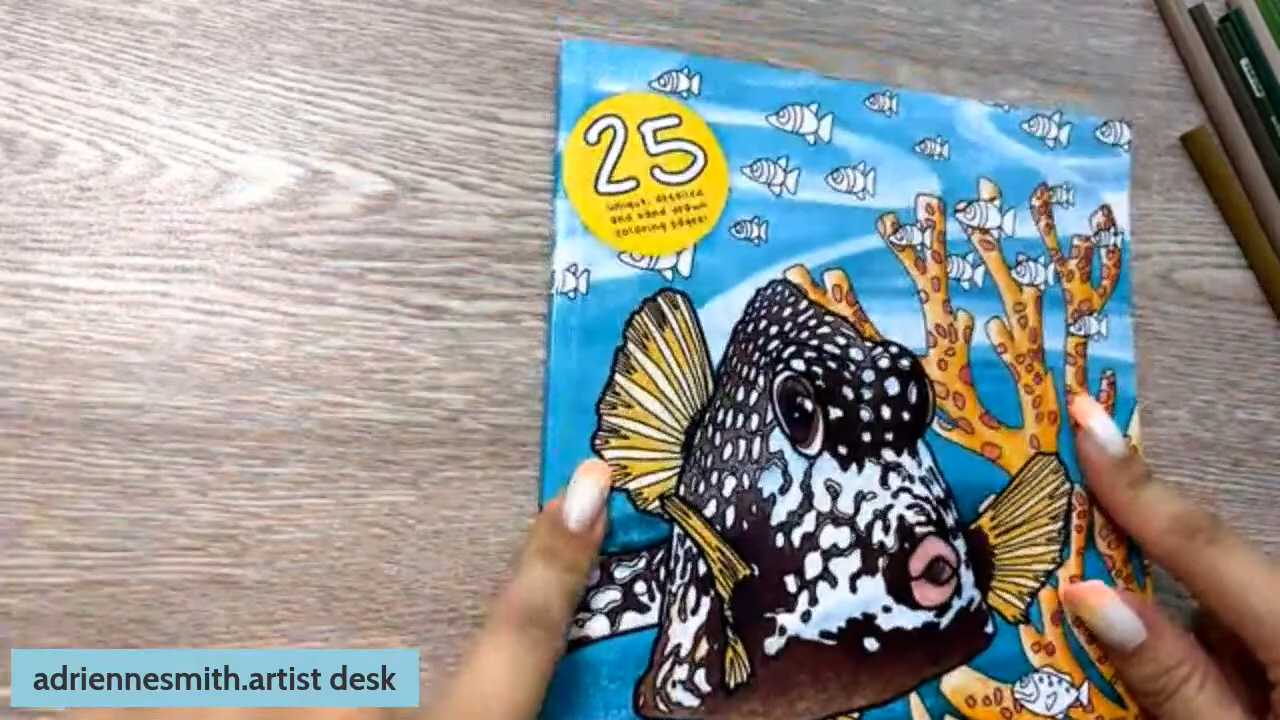 25
unique, detailed
and hand drawn
coloring pages!
adriennesmith.artist desk